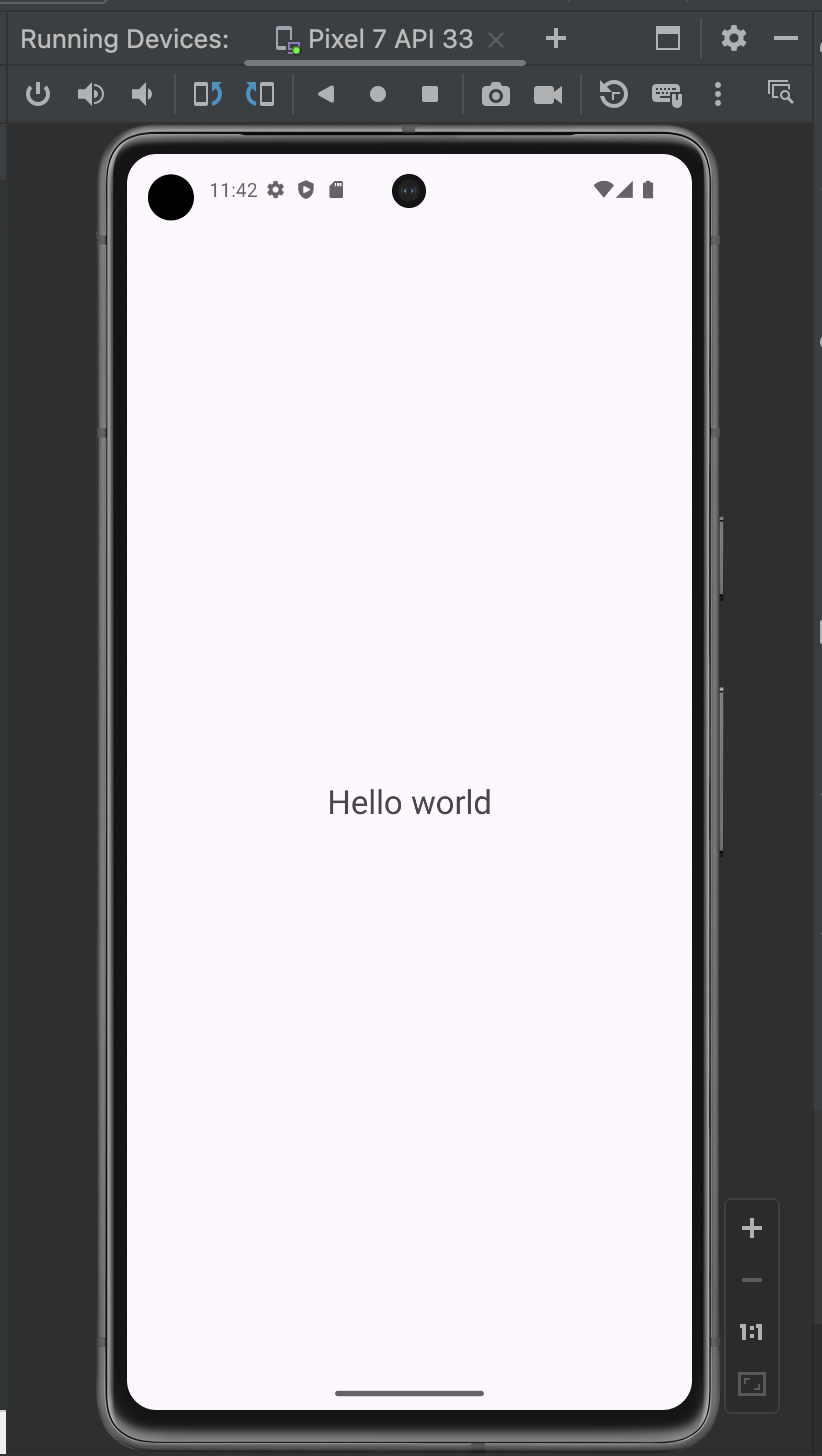 Running Devices:
Pixel 7 API 33
11:42
Hello world
1:1